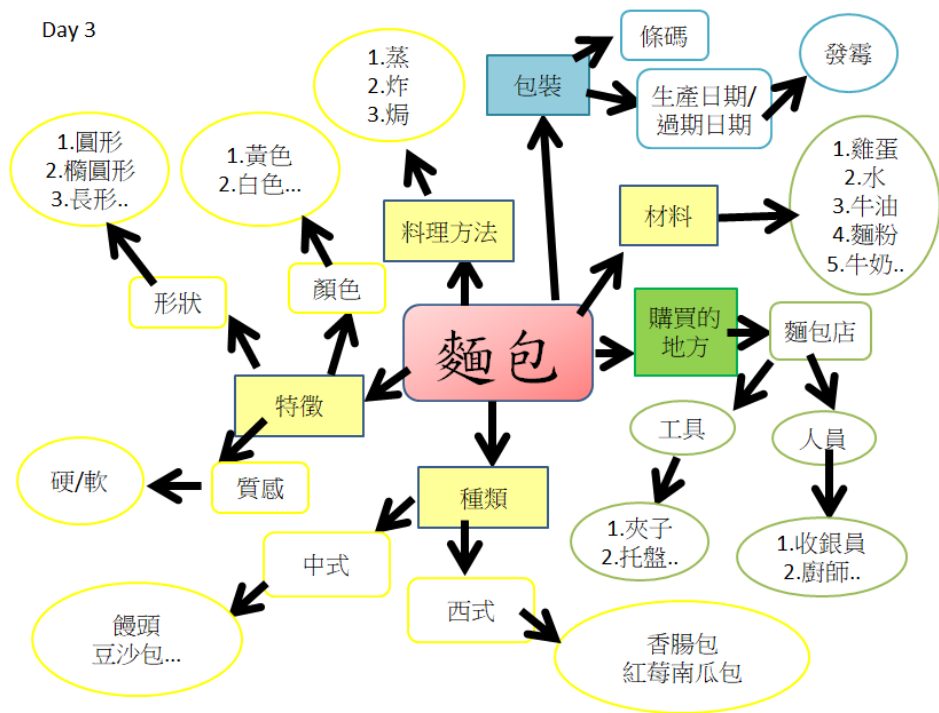 Day 3
1.蒸
2.炸
3.焗
包裝
條碼
生產日期/
過期日期
發霉
1.圓形
2.橢圓形
3.長形..
1.黃色
2.白色...
料理方法
材料
1.雞蛋
2.水
3.牛油
4.麵粉
5.牛奶..
形狀
顏色
麵包
購買的
地方
麵包店
特徵
工具
人員
硬/軟
質感
種類
1.夾子
2.托盤..
1.收銀員
2.廚師..
中式
西式
饅頭
豆沙包...
香腸包
紅莓南瓜包